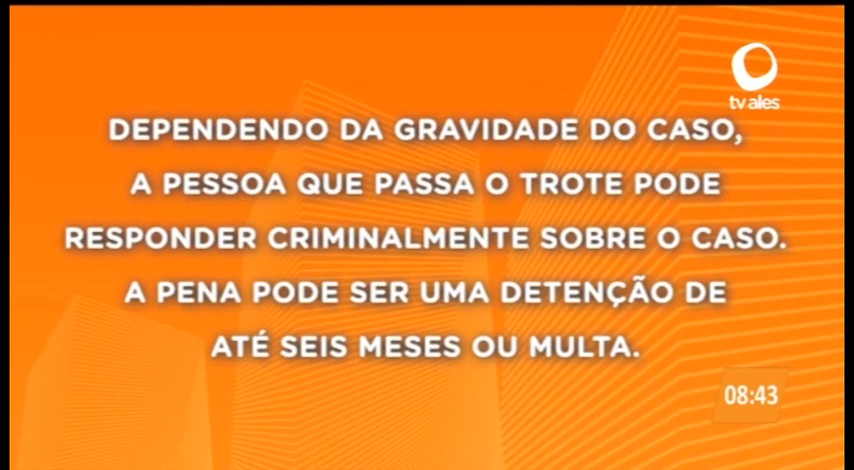 tv ales
DEPENDENDO DA GRAVIDADE DO CASO,
A PESSOA QUE PASSA O TROTE PODE
RESPONDER CRIMINALMENTE SOBRE O CASO.
A PENA PODE SER UMA DETENÇÃO DE
ATÉ SEIS MESES OU MULTA.
08:43